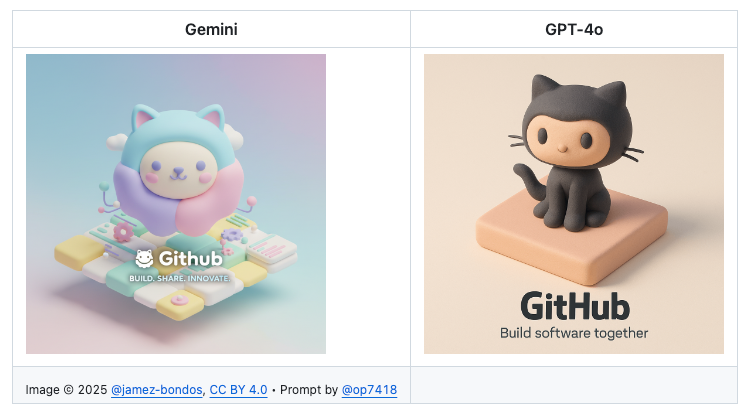 Gemini
GPT-4o
Github
BUILD. SHARE. INNOVATE.
GitHub
Build software together
Image © 2025 @jamez-bondos, CC BY 4.0 • Prompt by @op7418